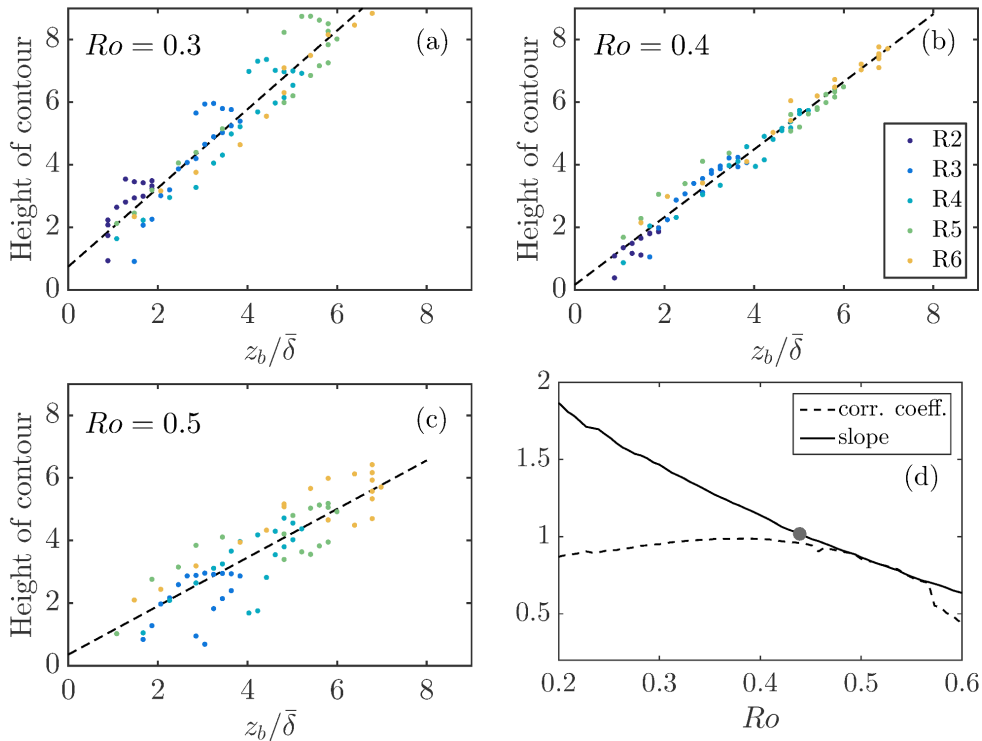 Ro = 0.3
(a)
Height of contour
8
6
4
2
0
0 2 4 6 8
z_b/δ̄
Ro = 0.4
(b)
Height of contour
8
6
4
2
0
R2
R3
R4
R5
R6
0 2 4 6 8
z_b/δ̄
Ro = 0.5
(c)
Height of contour
8
6
4
2
0
0 2 4 6 8
z_b/δ̄
2
1.5
1
0.5
corr. coeff.
slope
(d)
0.2 0.3 0.4 0.5 0.6
Ro